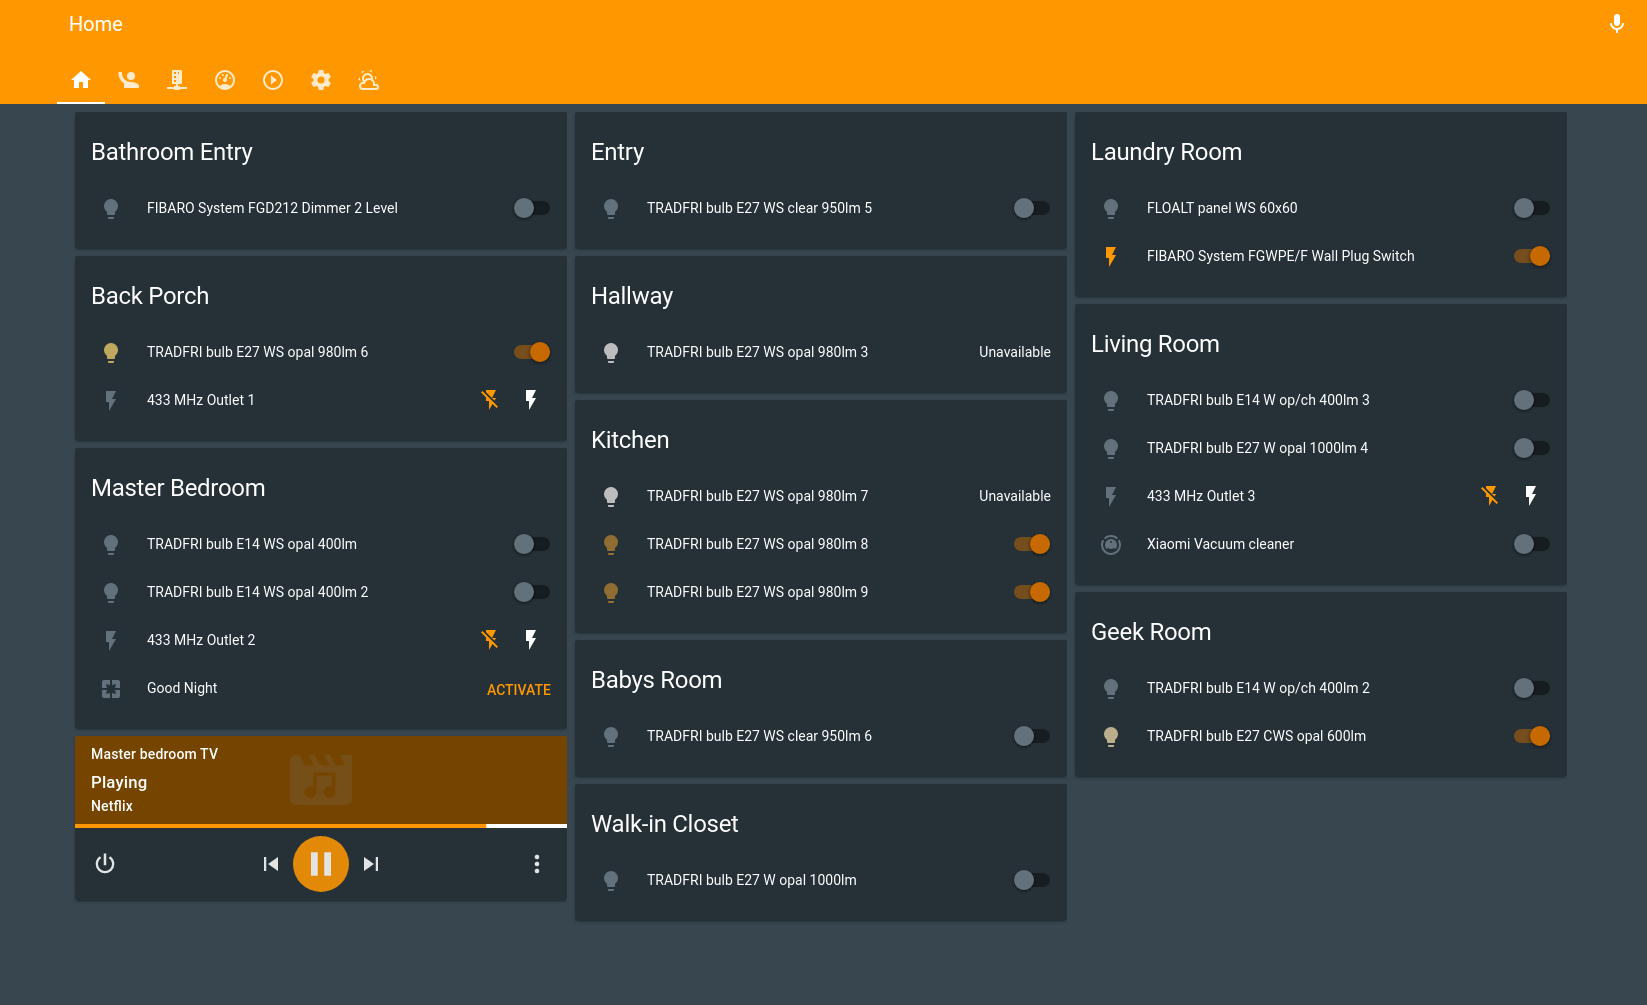 Home
Bathroom Entry
FIBARO System FGD212 Dimmer 2 Level
Back Porch
TRADFRI bulb E27 WS opal 980lm 6
433 MHz Outlet 1
Master Bedroom
TRADFRI bulb E14 WS opal 400lm
TRADFRI bulb E14 WS opal 400lm 2
433 MHz Outlet 2
Good Night ACTIVATE
Master bedroom TV
Playing
Netflix
Entry
TRADFRI bulb E27 WS clear 950lm 5
Hallway
TRADFRI bulb E27 WS opal 980lm 3 Unavailable
Kitchen
TRADFRI bulb E27 WS opal 980lm 7 Unavailable
TRADFRI bulb E27 WS opal 980lm 8
TRADFRI bulb E27 WS opal 980lm 9
Babys Room
TRADFRI bulb E27 WS clear 950lm 6
Walk-in Closet
TRADFRI bulb E27 W opal 1000lm
Laundry Room
FLOALT panel WS 60x60
FIBARO System FGWPE/F Wall Plug Switch
Living Room
TRADFRI bulb E14 W op/ch 400lm 3
TRADFRI bulb E27 W opal 1000lm 4
433 MHz Outlet 3
Xiaomi Vacuum cleaner
Geek Room
TRADFRI bulb E14 W op/ch 400lm 2
TRADFRI bulb E27 CWS opal 600lm